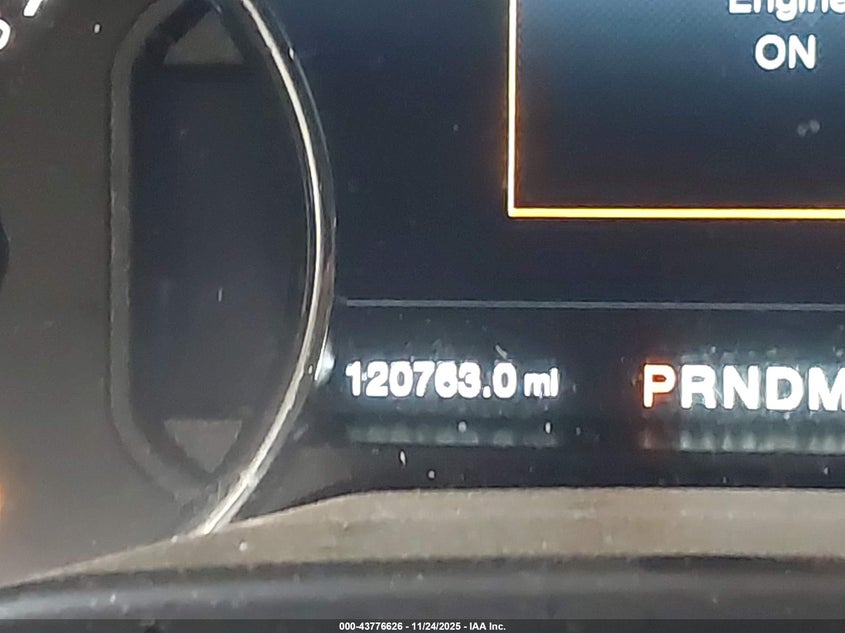 Engine
ON
120763.0 mi
PRNDM
000-43776626 - 11/24/2025 - IAA Inc.